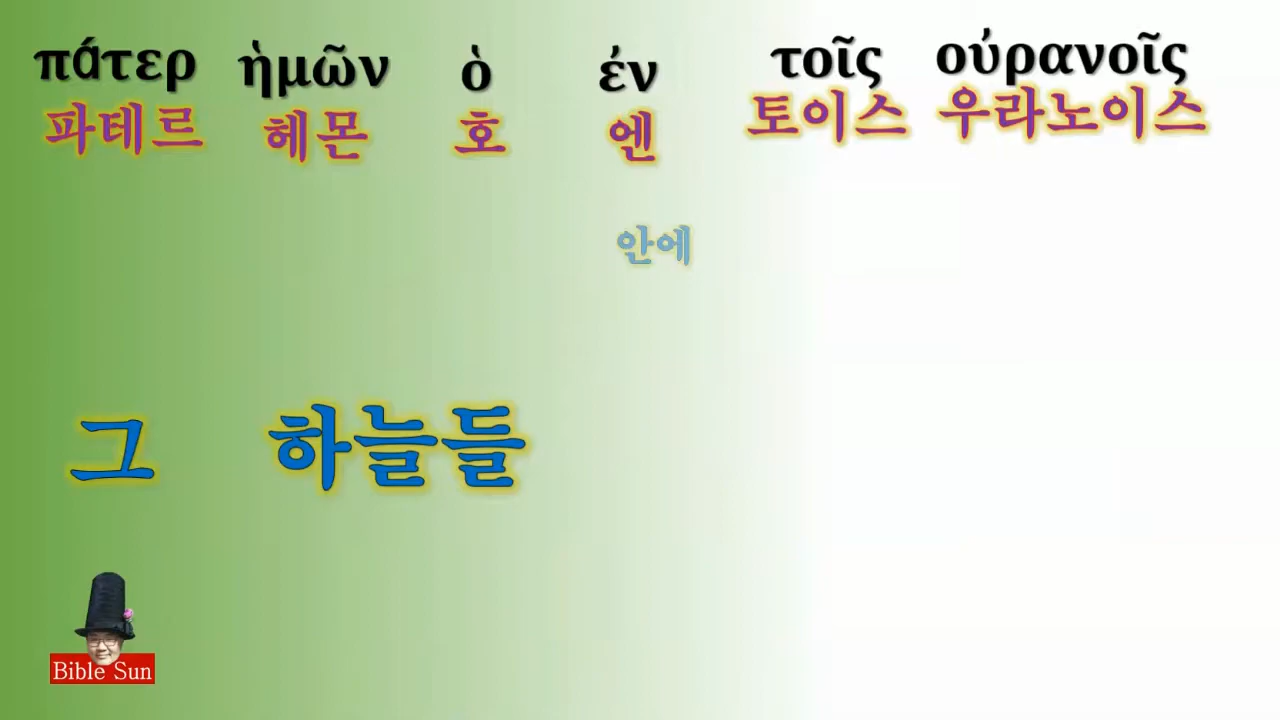 πάτερ ἡμῶν ὁ ἐν τοῖς οὐρανοῖς
파테르 헤몬 호 엔 토이스 우라노이스
안에
그 하늘들
Bible Sun